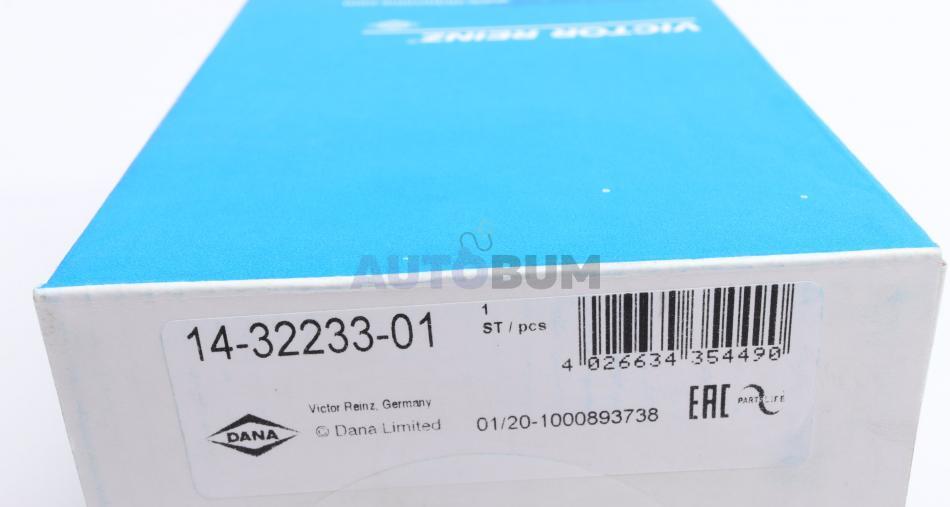 VICTOR REINZ
AUTOBUM
14-32233-01
1
ST / pcs
4 026634 354490
Victor Reinz, Germany
© Dana Limited
DANA
01/20-1000893738
EAC
PARTSLIFE